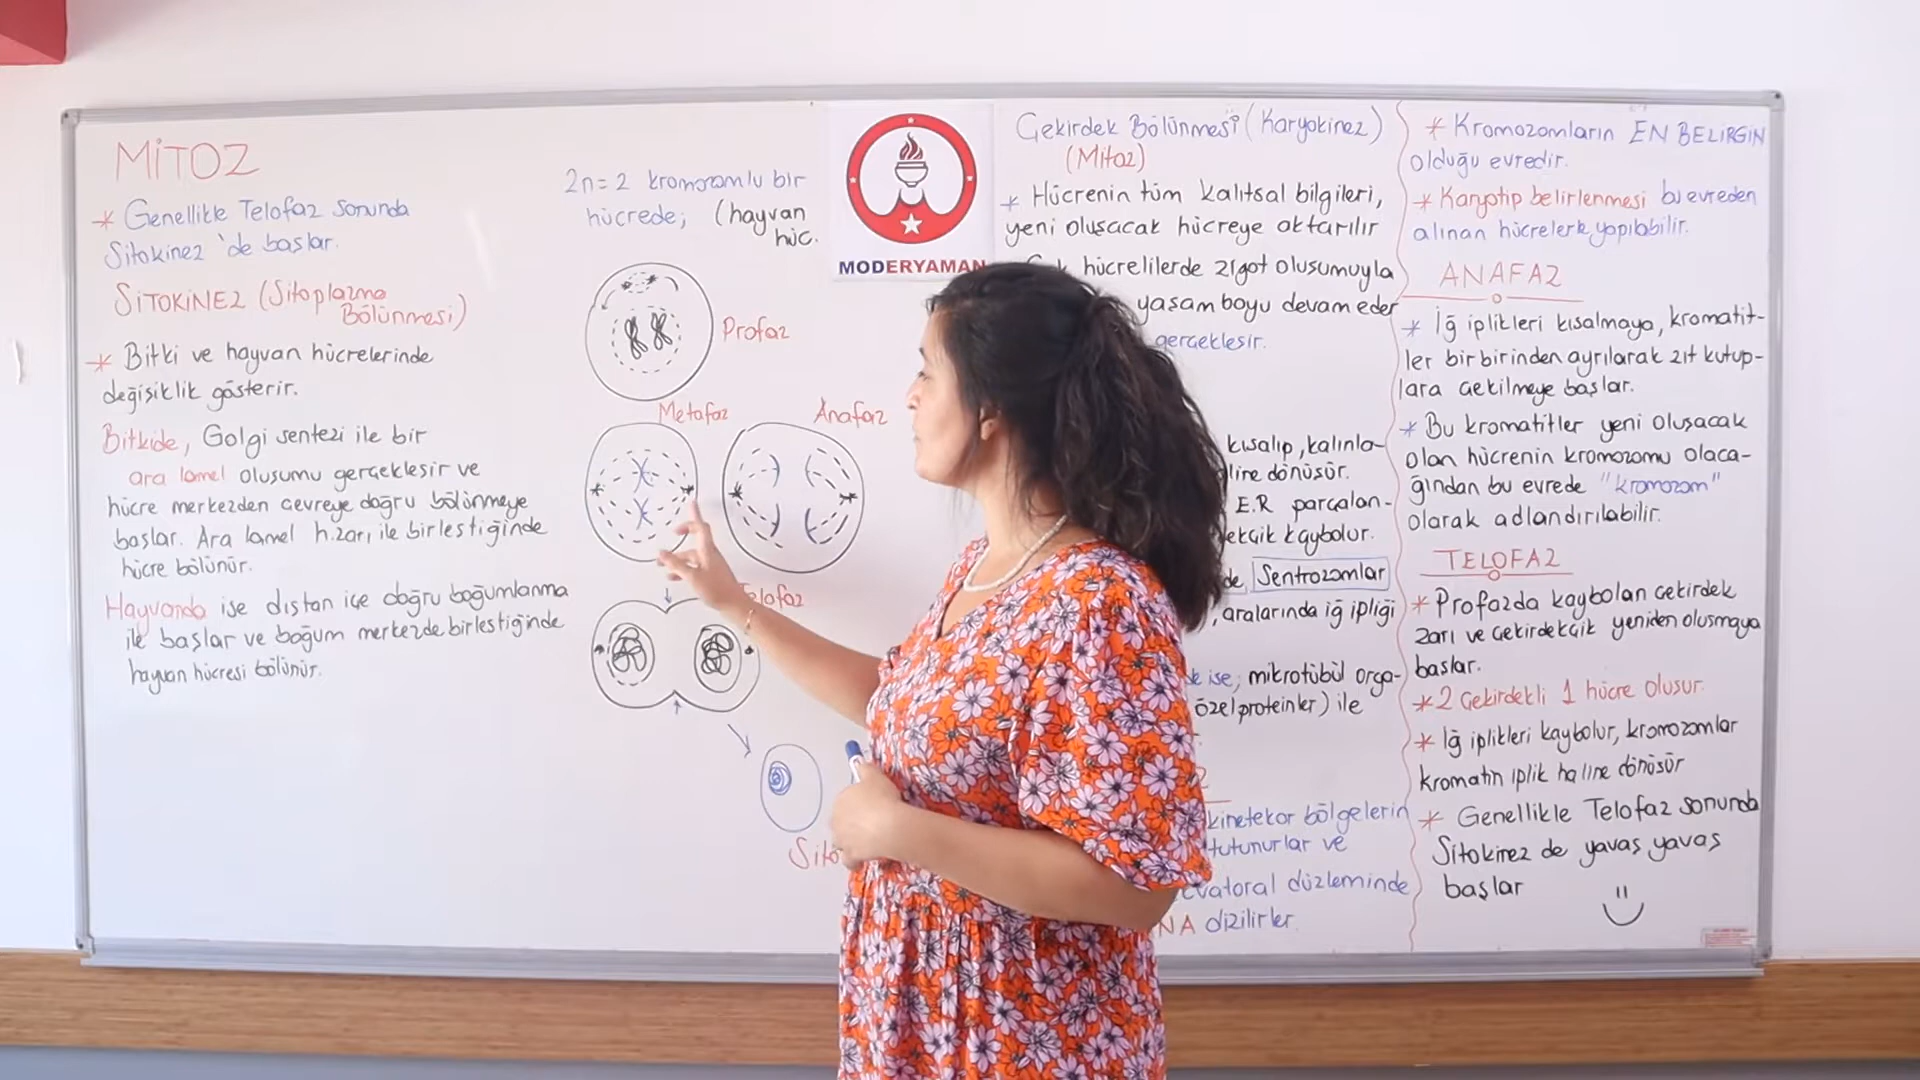 MİTOZ
* Genellikle Telofaz sonunda
Sitokinez 'de başlar.
SİTOKİNEZ (Sitoplazma
Bölünmesi)
* Bitki ve hayvan hücrelerinde
değişiklik gösterir.
Bitkide, Golgi sentezi ile bir
ara lamel oluşumu gerçekleşir ve
hücre merkezden çevreye doğru bölünmeye
başlar. Ara lamel h.zarı ile birleştiğinde
hücre bölünür.
Hayvanda ise dıştan içe doğru boğumlanma
ile başlar ve boğum merkezde birleştiğinde
hayvan hücresi bölünür.
2n=2 kromozomlu bir
hücrede; (hayvan
hüc.
Profaz
Metafaz
Anafaz
Telofaz
MODERYAMAN
Çekirdek Bölünmesi (Karyokinez)
(Mitoz)
* Hücrenin tüm kalıtsal bilgileri,
yeni oluşacak hücreye aktarılır
hücrelilerde zigot oluşumuyla
yaşam boyu devam eder
gerçekleşir.
kısalıp, kalınla-
line dönüşür.
E.R parçalan-
ekçik kaybolur.
de, Sentrozomlar
, aralarında iğ ipliği
ise; mikrotübül orga-
özel proteinler) ile
kinetekor bölgelerin
tutunurlar ve
vatoral düzleminde
NA dizilirler.
* Kromozomların EN BELİRGİN
olduğu evredir.
* Karyotip belirlenmesi bu evreden
alınan hücrelerle yapılabilir.
ANAFAZ
* İğ iplikleri kısalmaya, kromatit-
ler birbirinden ayrılarak zıt kutup-
lara çekilmeye başlar.
* Bu kromatitler yeni oluşacak
olan hücrenin kromozomu olaca-
ğından bu evrede "kromozom"
olarak adlandırılabilir.
TELOFAZ
* Profazda kaybolan çekirdek
zarı ve çekirdekçik yeniden oluşmaya
başlar.
* 2 Çekirdekli 1 hücre oluşur.
* İğ iplikleri kaybolur, kromozomlar
kromatin iplik haline dönüşür
* Genellikle Telofaz sonunda
Sitokinez de yavaş yavaş
başlar